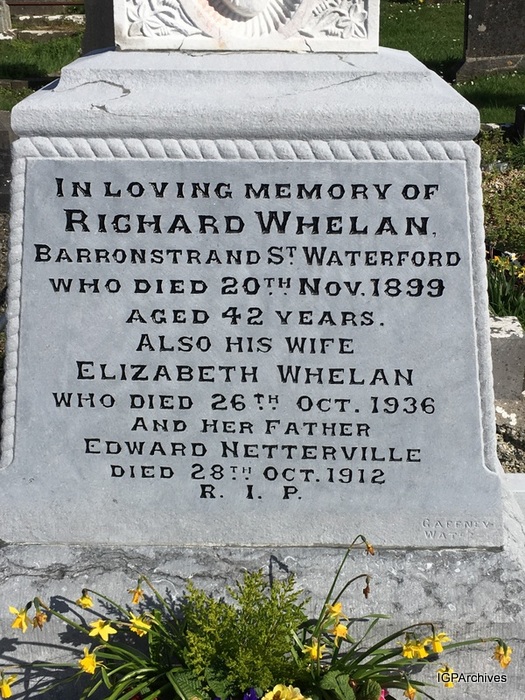 IN LOVING MEMORY OF
RICHARD WHELAN.
BARRONSTRAND ST. WATERFORD
WHO DIED 20TH NOV. 1899
AGED 42 YEARS.
ALSO HIS WIFE
ELIZABETH WHELAN
WHO DIED 26TH OCT. 1936
AND HER FATHER
EDWARD NETTERVILLE
DIED 28TH OCT. 1912
R. I. P.
GAFFNEY
IGPArchives